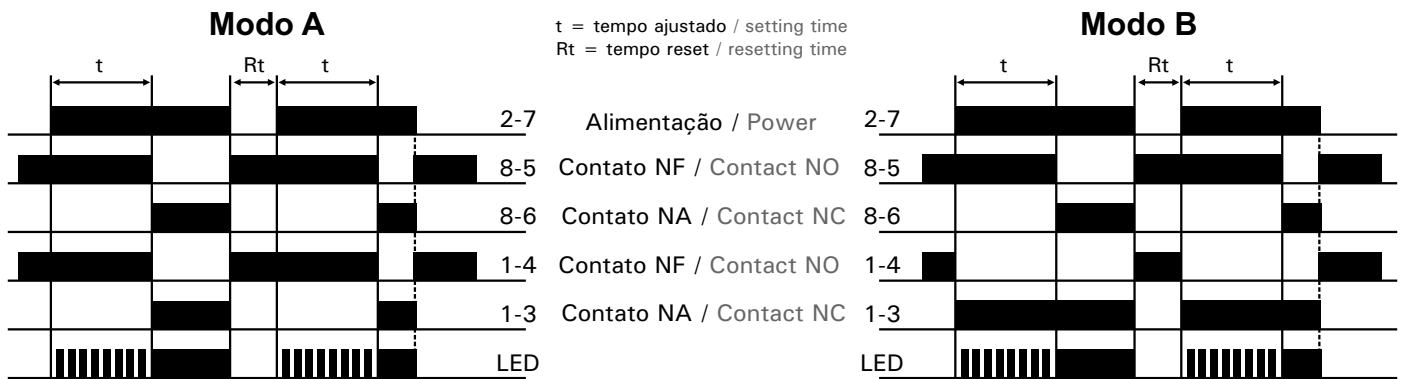 Modo A
t = tempo ajustado / setting time
Rt = tempo reset / resetting time
Modo B
t Rt t
t Rt t
2-7 Alimentação / Power 2-7
8-5 Contato NF / Contact NO 8-5
8-6 Contato NA / Contact NC 8-6
1-4 Contato NF / Contact NO 1-4
1-3 Contato NA / Contact NC 1-3
LED LED